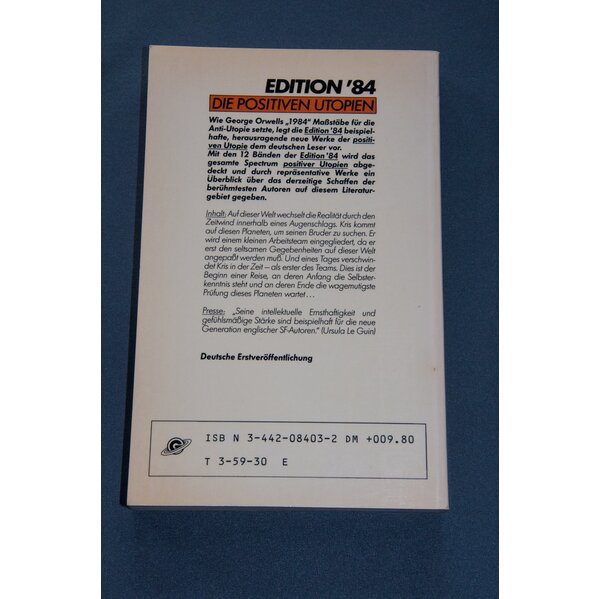 EDITION '84
DIE POSITIVEN UTOPIEN
Wie George Orwells „1984“ Maßstäbe für die
Anti-Utopie setzte, legt die Edition '84 beispiel-
hafte, herausragende neue Werke der positi-
ven Utopie dem deutschen Leser vor.
Mit den 12 Bänden der Edition '84 wird das
gesamte Spectrum positiver Utopien abge-
deckt und durch repräsentative Werke ein
Überblick über das derzeitige Schaffen der
berühmtesten Autoren auf diesem Literatur-
gebiet gegeben.
Inhalt: Auf dieser Welt wechselt die Realität durch den
Zeitwind innerhalb eines Augenschlags. Kris kommt
auf diesen Planeten, um seinen Bruder zu suchen. Er
wird einem kleinen Arbeitsteam eingegliedert, da er
erst den seltsamen Gegebenheiten auf dieser Welt
angepaßt werden muß. Und eines Tages verschwin-
det Kris in der Zeit – als erster des Teams. Dies ist der
Beginn einer Reise, an deren Anfang die Selbster-
kenntnis steht und an deren Ende die wagemutigste
Prüfung dieses Planeten wartet ...
Presse: „Seine intellektuelle Ernsthaftigkeit und
gefühlsmäßige Stärke sind beispielhaft für die neue
Generation englischer SF-Autoren.“ (Ursula Le Guin)
Deutsche Erstveröffentlichung
ISB N 3-442-08403-2 DM +009.80
T 3-59-30 E